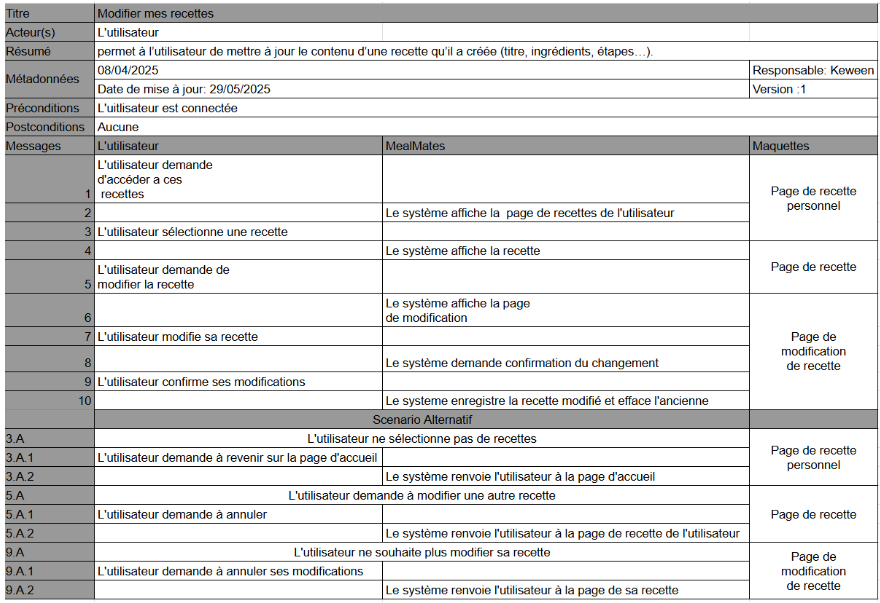 Titre Modifier mes recettes
Acteur(s) L'utilisateur
Résumé permet à l'utilisateur de mettre à jour le contenu d'une recette qu'il a créée (titre, ingrédients, étapes…).
Métadonnées
08/04/2025 Responsable: Keween
Date de mise à jour: 29/05/2025 Version :1
Préconditions L'uitlisateur est connectée
Postconditions Aucune
Messages L'utilisateur MealMates Maquettes
L'utilisateur demande
d'accéder a ces
1 recettes
2 Le système affiche la page de recettes de l'utilisateur
3 L'utilisateur sélectionne une recette
Page de recette
personnel
4 Le système affiche la recette
L'utilisateur demande de
5 modifier la recette
Page de recette
Le système affiche la page
6 de modification
7 L'utilisateur modifie sa recette
8 Le système demande confirmation du changement
9 L'utilisateur confirme ses modifications
10 Le systeme enregistre la recette modifié et efface l'ancienne
Page de
modification
de recette
Scenario Alternatif
3.A L'utilisateur ne sélectionne pas de recettes
3.A.1 L'utilisateur demande à revenir sur la page d'accueil
3.A.2 Le système renvoie l'utilisateur à la page d'accueil
Page de recette
personnel
5.A L'utilisateur demande à modifier une autre recette
5.A.1 L'utilisateur demande à annuler
5.A.2 Le système renvoie l'utilisateur à la page de recette de l'utilisateur
Page de recette
9.A L'utilisateur ne souhaite plus modifier sa recette
9.A.1 L'utilisateur demande à annuler ses modifications
9.A.2 Le système renvoie l'utilisateur à la page de sa recette
Page de
modification
de recette